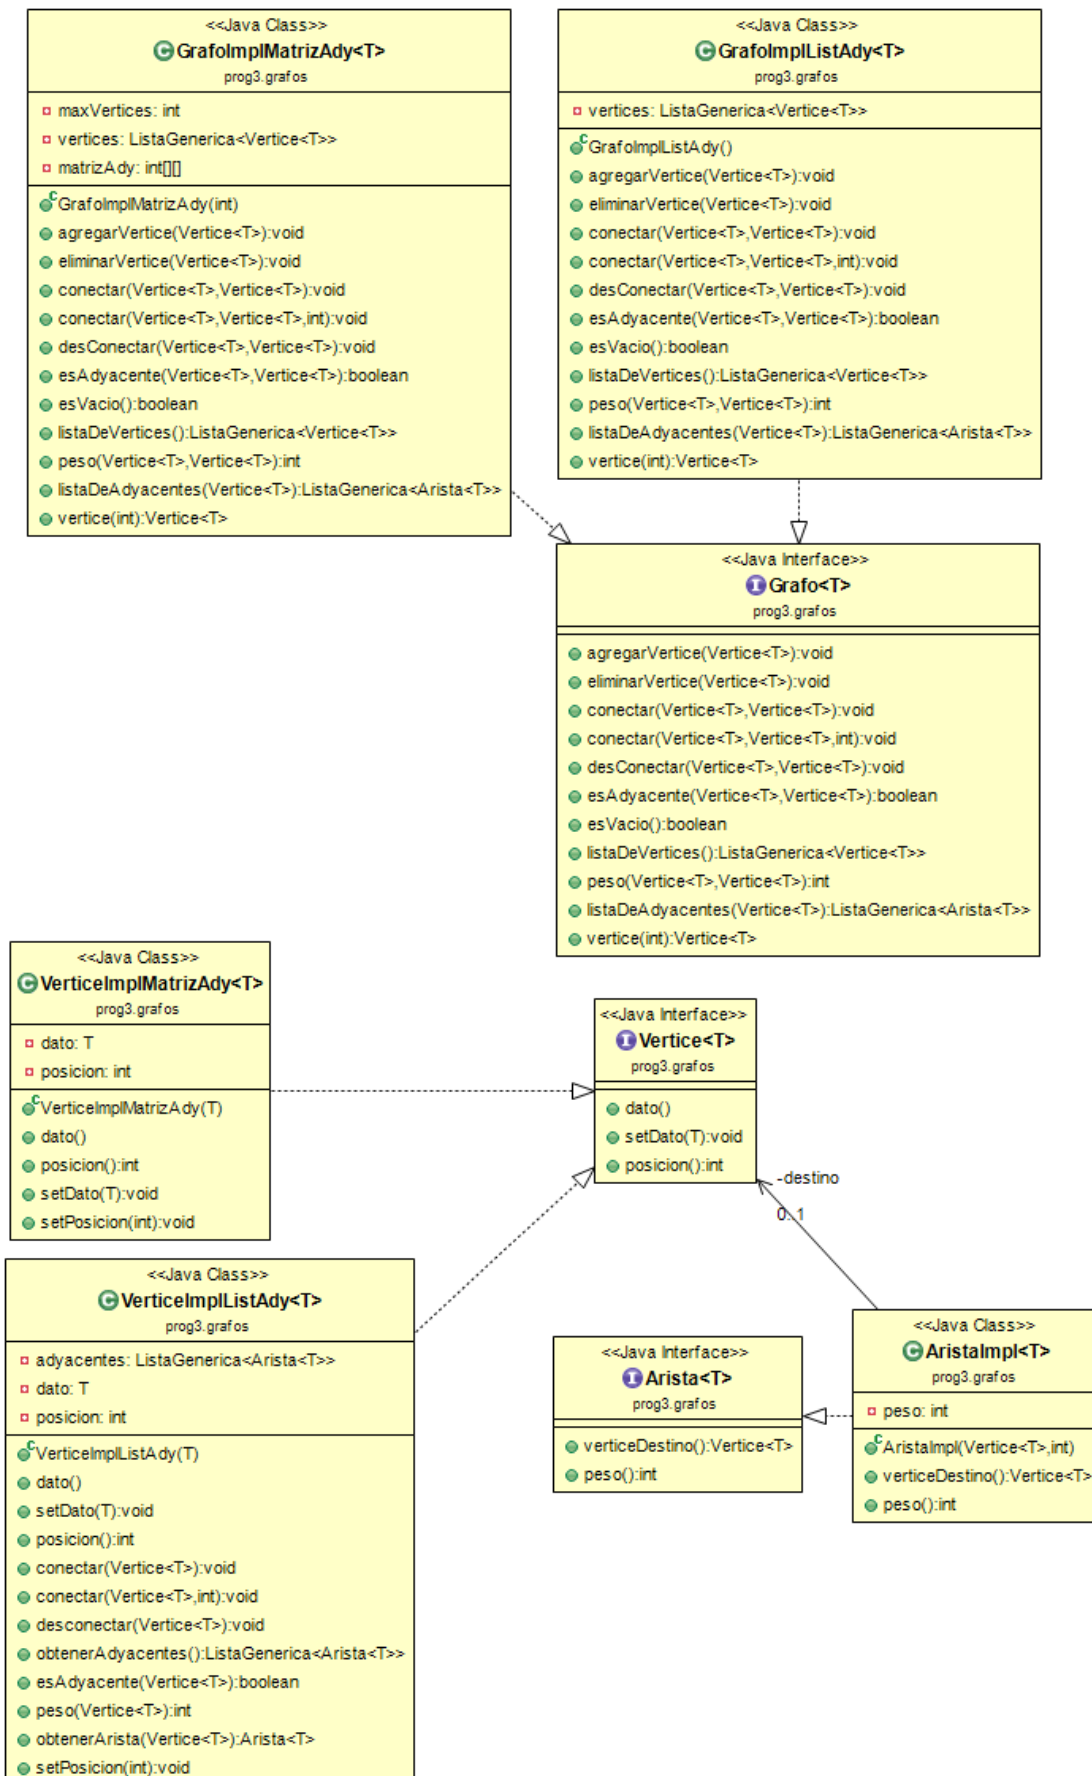 <<Java Class>>
GrafoImplMatrizAdy<T>
prog3.grafos
maxVertices: int
vertices: ListaGenerica<Vertice<T>>
matrizAdy: int[][]
GrafoImplMatrizAdy(int)
agregarVertice(Vertice<T>):void
eliminarVertice(Vertice<T>):void
conectar(Vertice<T>,Vertice<T>):void
conectar(Vertice<T>,Vertice<T>,int):void
desConectar(Vertice<T>,Vertice<T>):void
esAdyacente(Vertice<T>,Vertice<T>):boolean
esVacio():boolean
listaDeVertices():ListaGenerica<Vertice<T>>
peso(Vertice<T>,Vertice<T>):int
listaDeAdyacentes(Vertice<T>):ListaGenerica<Arista<T>>
vertice(int):Vertice<T>
<<Java Class>>
GrafoImplListAdy<T>
prog3.grafos
vertices: ListaGenerica<Vertice<T>>
GrafoImplListAdy()
agregarVertice(Vertice<T>):void
eliminarVertice(Vertice<T>):void
conectar(Vertice<T>,Vertice<T>):void
conectar(Vertice<T>,Vertice<T>,int):void
desConectar(Vertice<T>,Vertice<T>):void
esAdyacente(Vertice<T>,Vertice<T>):boolean
esVacio():boolean
listaDeVertices():ListaGenerica<Vertice<T>>
peso(Vertice<T>,Vertice<T>):int
listaDeAdyacentes(Vertice<T>):ListaGenerica<Arista<T>>
vertice(int):Vertice<T>
<<Java Interface>>
Grafo<T>
prog3.grafos
agregarVertice(Vertice<T>):void
eliminarVertice(Vertice<T>):void
conectar(Vertice<T>,Vertice<T>):void
conectar(Vertice<T>,Vertice<T>,int):void
desConectar(Vertice<T>,Vertice<T>):void
esAdyacente(Vertice<T>,Vertice<T>):boolean
esVacio():boolean
listaDeVertices():ListaGenerica<Vertice<T>>
peso(Vertice<T>,Vertice<T>):int
listaDeAdyacentes(Vertice<T>):ListaGenerica<Arista<T>>
vertice(int):Vertice<T>
<<Java Class>>
VerticeImplMatrizAdy<T>
prog3.grafos
dato: T
posicion: int
VerticeImplMatrizAdy(T)
dato()
posicion():int
setDato(T):void
setPosicion(int):void
<<Java Interface>>
Vertice<T>
prog3.grafos
dato()
setDato(T):void
posicion():int
-destino
0..1
<<Java Class>>
VerticeImplListAdy<T>
prog3.grafos
adyacentes: ListaGenerica<Arista<T>>
dato: T
posicion: int
VerticeImplListAdy(T)
dato()
setDato(T):void
posicion():int
conectar(Vertice<T>):void
conectar(Vertice<T>,int):void
desconectar(Vertice<T>):void
obtenerAdyacentes():ListaGenerica<Arista<T>>
esAdyacente(Vertice<T>):boolean
peso(Vertice<T>):int
obtenerArista(Vertice<T>):Arista<T>
setPosicion(int):void
<<Java Interface>>
Arista<T>
prog3.grafos
verticeDestino():Vertice<T>
peso():int
<<Java Class>>
AristaImpl<T>
prog3.grafos
peso: int
AristaImpl(Vertice<T>,int)
verticeDestino():Vertice<T>
peso():int